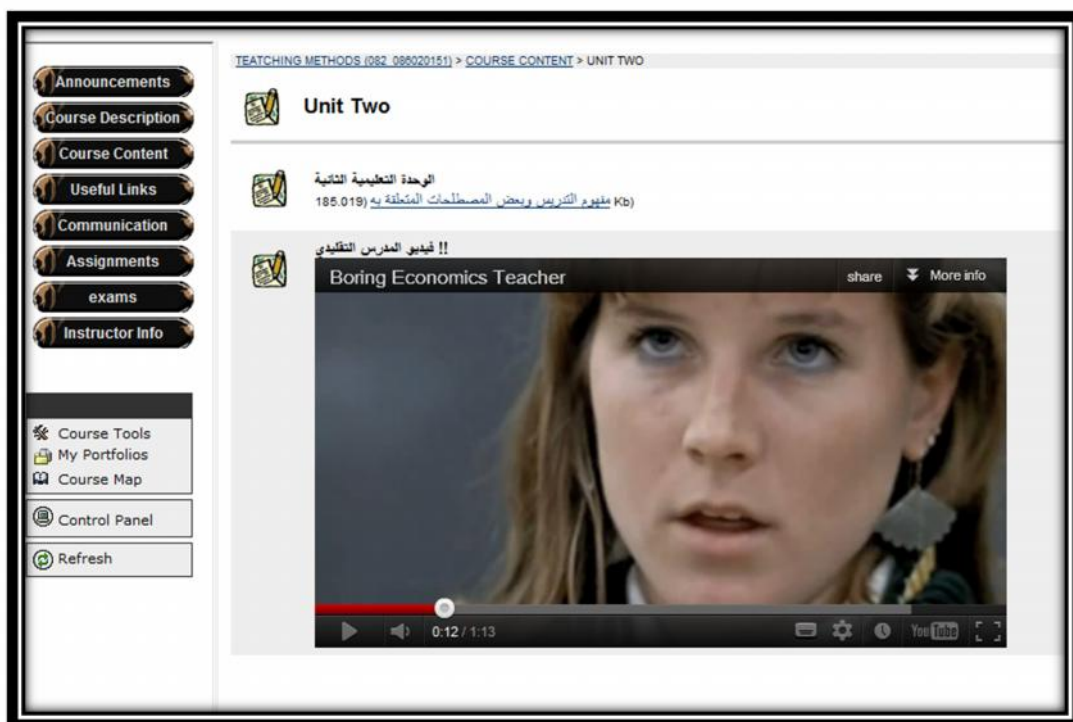 TEATCHING METHODS (082_086020151) > COURSE CONTENT > UNIT TWO
Announcements
Course Description
Course Content
Useful Links
Communication
Assignments
exams
Instructor Info
Course Tools
My Portfolios
Course Map
Control Panel
Refresh
Unit Two
الوحدة التعليمية الثانية
مفهوم التدريس وبعض المصطلحات المتعلقة به (185.019 Kb)
فيديو المدرس التقليدي !!
Boring Economics Teacher
share
More info
0:12 / 1:13
YouTube